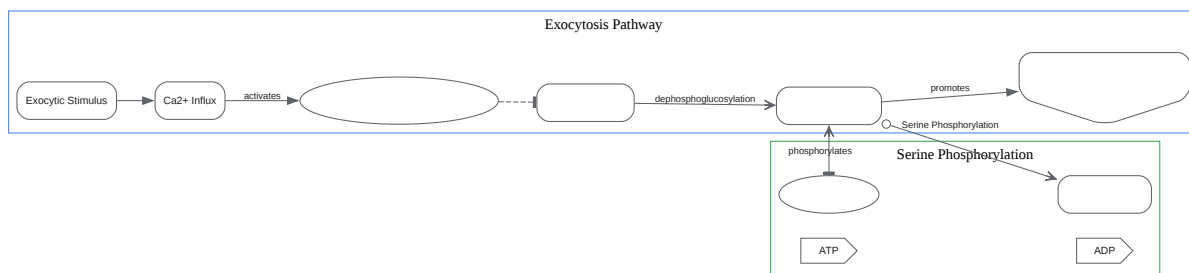 Exocytosis Pathway
Exocytic Stimulus
Ca2+ Influx
activates
dephosphoglucosylation
promotes
Serine Phosphorylation
phosphorylates
Serine Phosphorylation
ATP
ADP